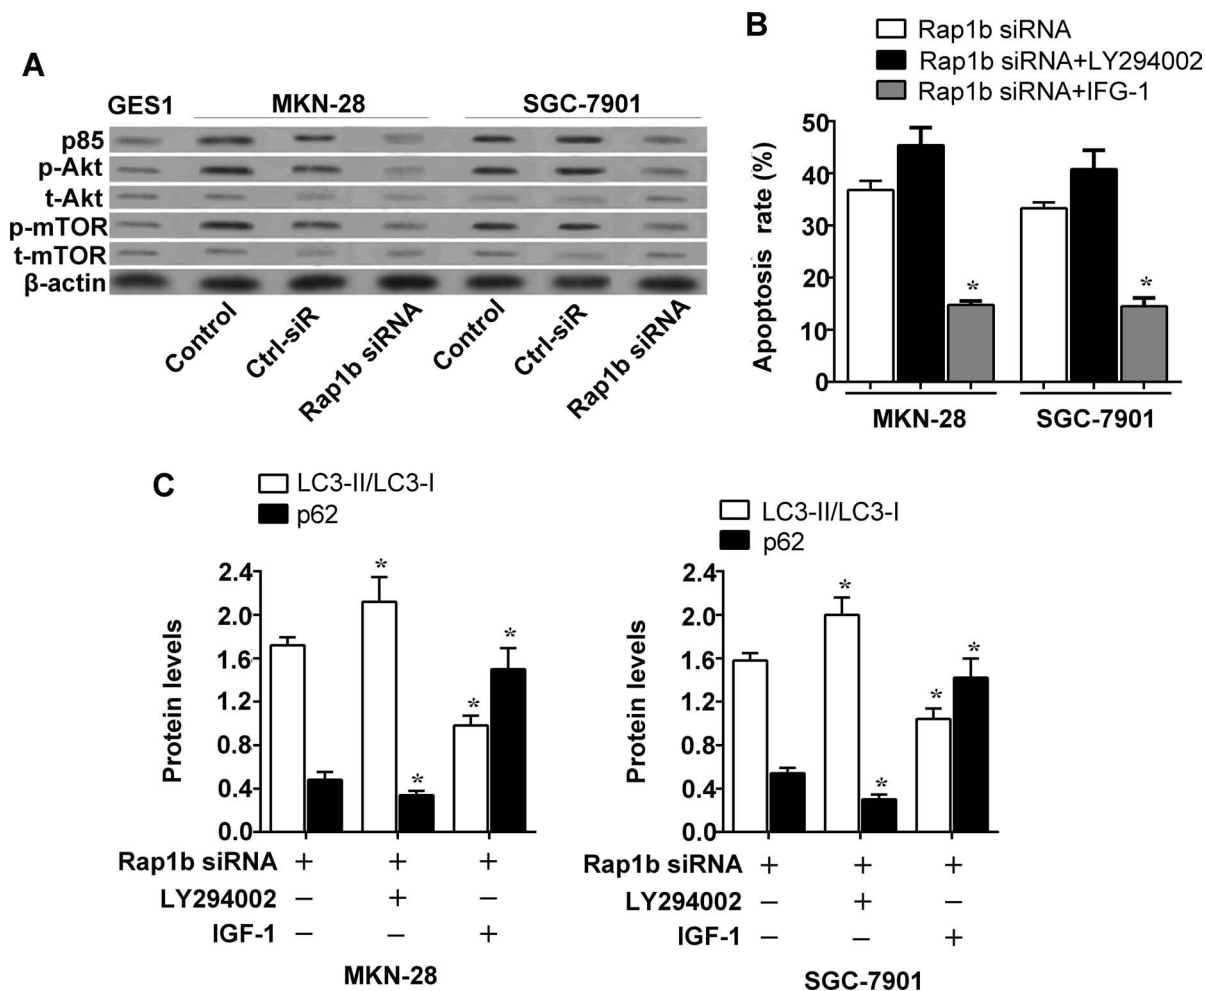 A
GES1 MKN-28 SGC-7901
p85
p-Akt
t-Akt
p-mTOR
t-mTOR
β-actin
Control Ctrl-siR Rap1b siRNA Control Ctrl-siR Rap1b siRNA
B
Rap1b siRNA
Rap1b siRNA+LY294002
Rap1b siRNA+IFG-1
Apoptosis rate (%)
50
40
30
20
10
0
* *
MKN-28 SGC-7901
C
LC3-II/LC3-I
p62
Protein levels
2.4
2.0
1.6
1.2
0.8
0.4
0.0
* * * *
Rap1b siRNA + + +
LY294002 − + −
IGF-1 − − +
MKN-28
LC3-II/LC3-I
p62
Protein levels
2.4
2.0
1.6
1.2
0.8
0.4
0.0
* * * *
Rap1b siRNA + + +
LY294002 − + −
IGF-1 − − +
SGC-7901